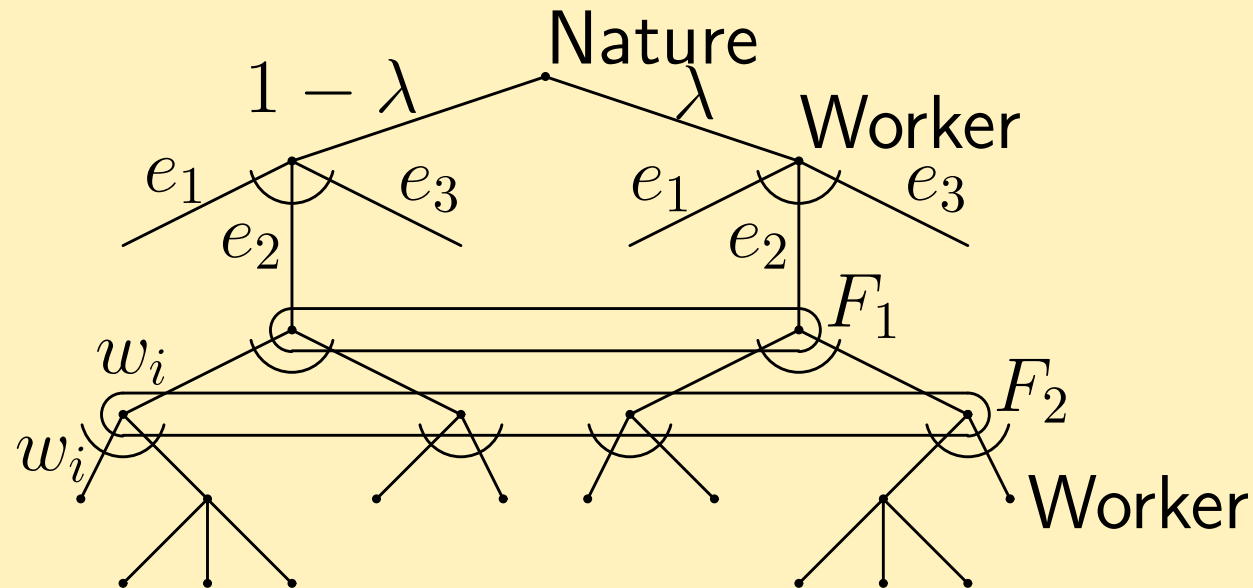 Nature
1 − λ
λ
Worker
e₁
e₃
e₁
e₃
e₂
e₂
F₁
wᵢ
F₂
wᵢ
Worker